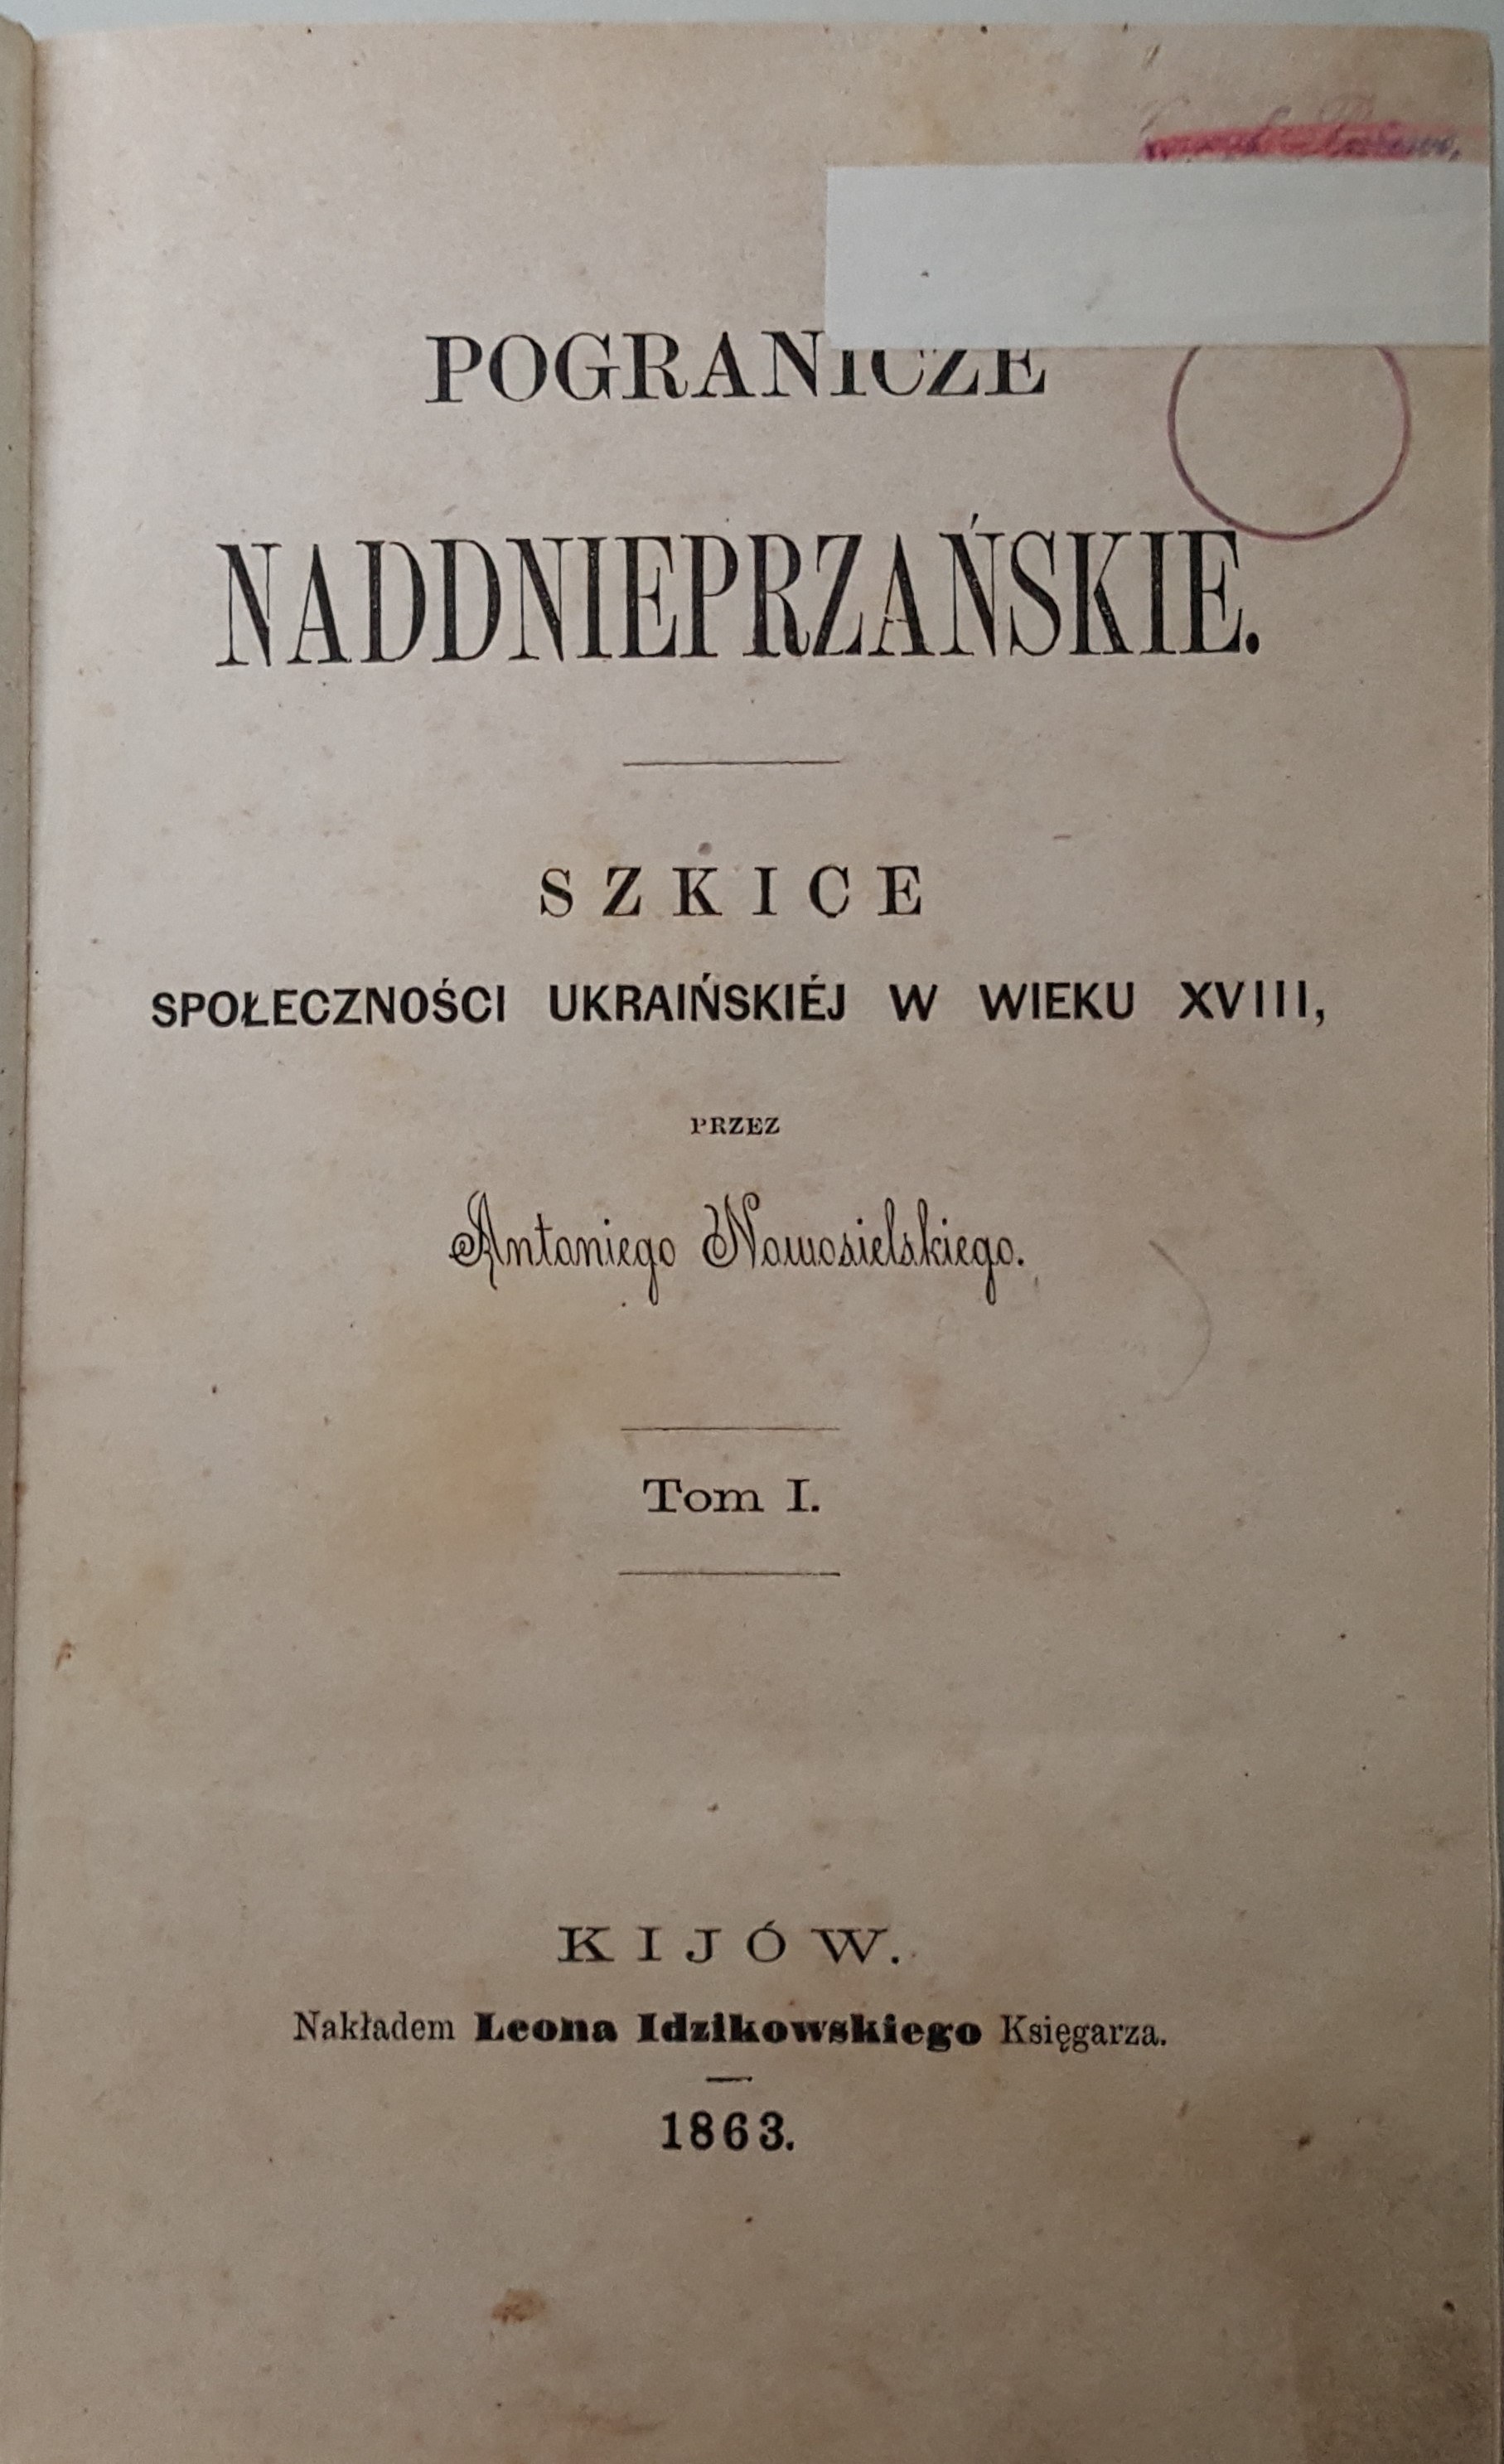 POGRANICZE
NADDNIEPRZAŃSKIE.
SZKICE
SPOŁECZNOŚCI UKRAIŃSKIÉJ W WIEKU XVIII,
PRZEZ
Antoniego Nowosielskiego.
Tom I.
KIJÓW.
Nakładem Leona Idzikowskiego Księgarza.
1863.